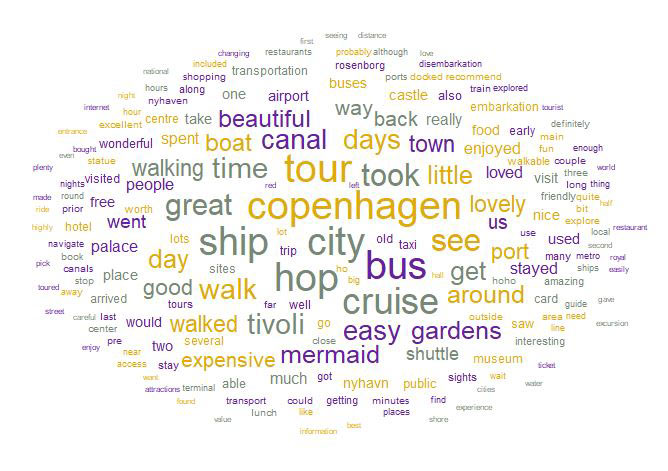 first seeing distance
changing restaurants probably although love
national included rosenborg disembarkation
hours shopping transportation buses ports docked recommend
night along one airport castle also train explored
internet hour nyhaven way embarkation tourist
centre take beautiful back really definitely
entrance excellent canal days town food early main
bought wonderful spent boat enjoyed fun enough
even statue walking time tour took little walkable couple
plenty visited loved visit three world
nights people red left long thing
made round great copenhagen lovely friendly quite
ride prior free worth us nice bit small
highly hotel went explore
lots ship lot city old see use local restaurant
navigate palace day trip taxi port used second
book sites bus many metro royal
canals ho stayed
pick stop place hop big hall get ships easily
toured good walk hoho amazing
away arrived cruise around card gave
tours far well guide
street careful last would walked tivoli go outside area need excursion
center easy gardens saw line
pre several close interesting
enjoy near two mermaid shuttle
access expensive museum ticket
stay much got nyhavn public sights wait
want
attractions terminal able cities water
found transport could getting minutes find experience
value lunch like places shore
information best